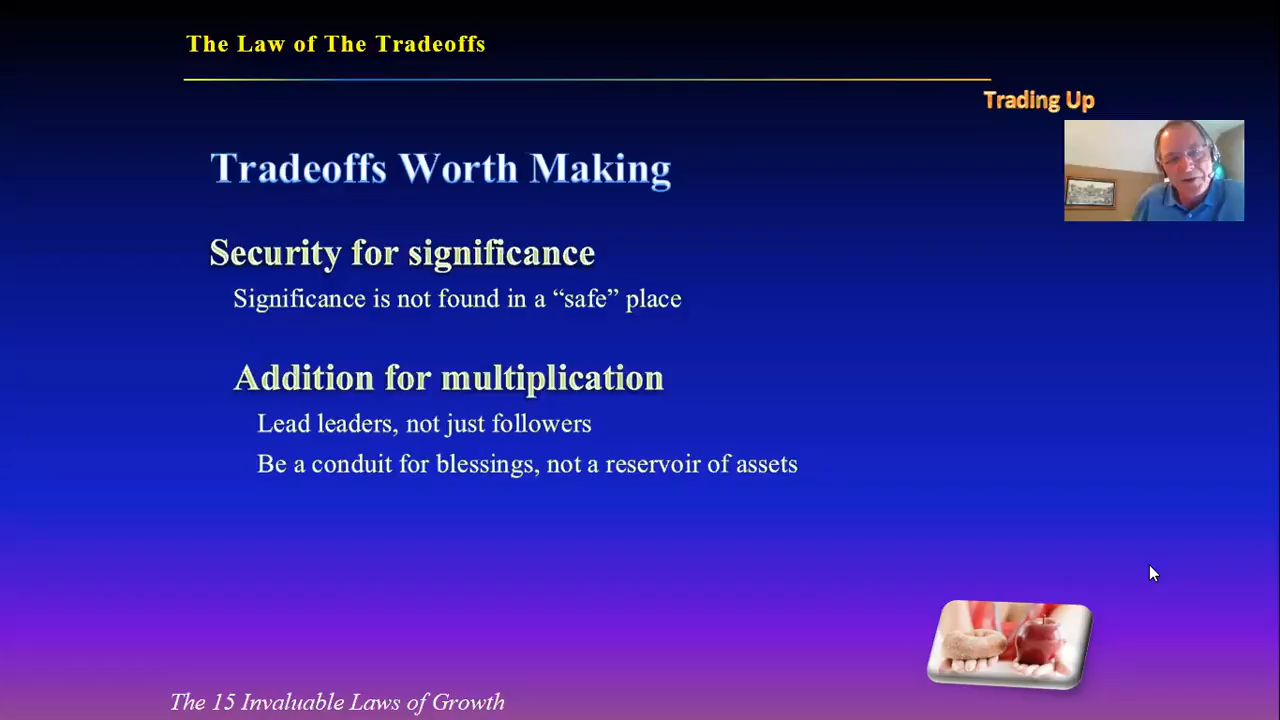 The Law of The Tradeoffs
Trading Up
Tradeoffs Worth Making
Security for significance
Significance is not found in a “safe” place
Addition for multiplication
Lead leaders, not just followers
Be a conduit for blessings, not a reservoir of assets
The 15 Invaluable Laws of Growth